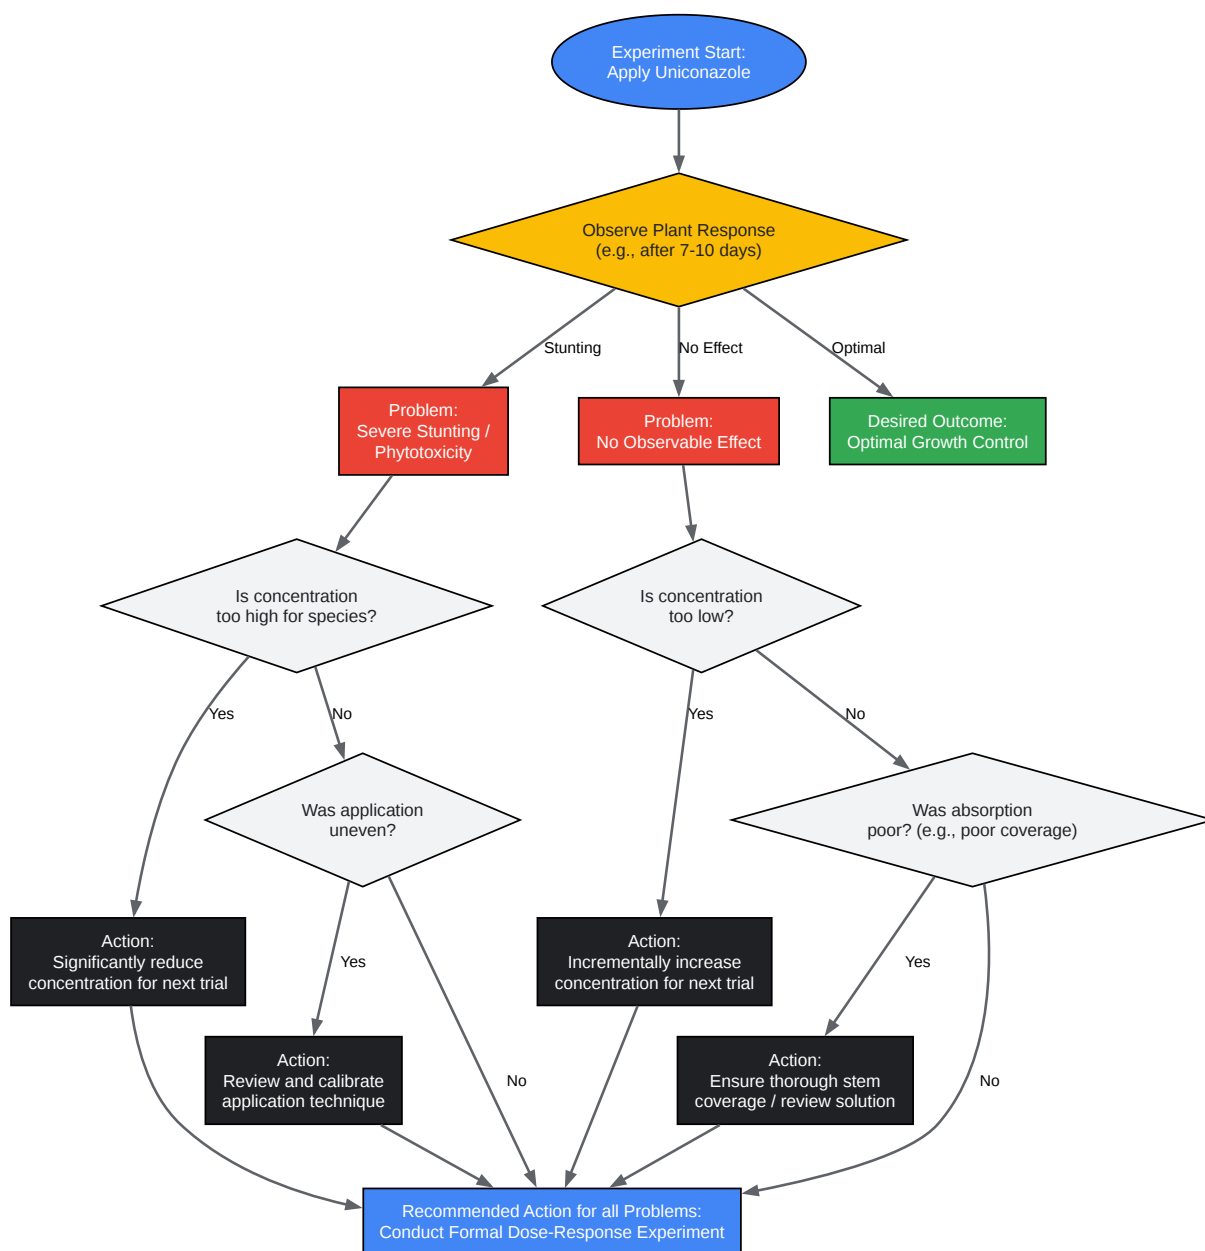 Experiment Start:
Apply Uniconazole
Observe Plant Response
(e.g., after 7-10 days)
Stunting
No Effect
Optimal
Problem:
Severe Stunting /
Phytotoxicity
Problem:
No Observable Effect
Desired Outcome:
Optimal Growth Control
Is concentration
too high for species?
Is concentration
too low?
Yes
No
Yes
No
Was application
uneven?
Was absorption
poor? (e.g., poor coverage)
Action:
Significantly reduce
concentration for next trial
Yes
Action:
Incrementally increase
concentration for next trial
Yes
Action:
Review and calibrate
application technique
No
Action:
Ensure thorough stem
coverage / review solution
No
Recommended Action for all Problems:
Conduct Formal Dose-Response Experiment